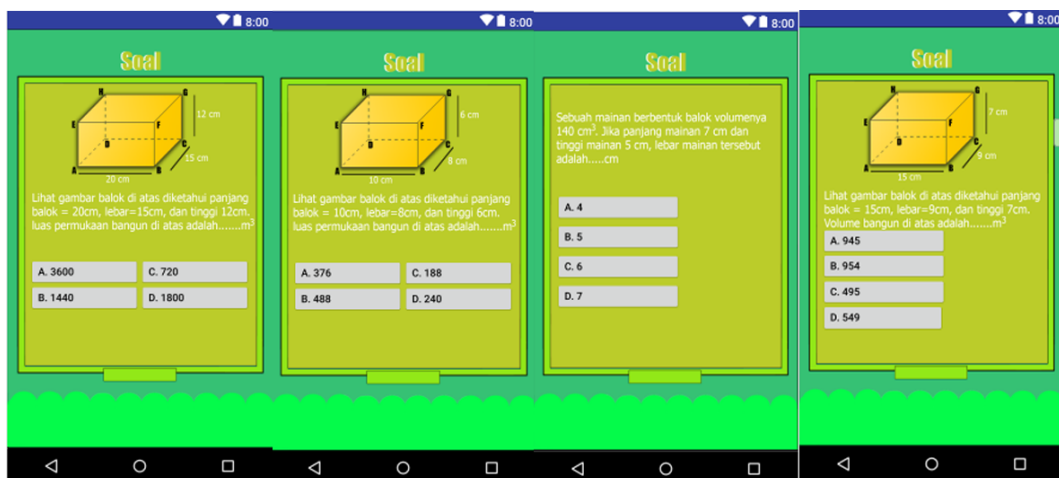 8:00
Soal
H
G
E
F
12 cm
D
C
15 cm
A
B
20 cm
Lihat gambar balok di atas diketahui panjang
balok = 20cm, lebar=15cm, dan tinggi 12cm.
luas permukaan bangun di atas adalah.......m³
A. 3600
C. 720
B. 1440
D. 1800
8:00
Soal
H
G
E
F
6 cm
D
C
8 cm
A
B
10 cm
Lihat gambar balok di atas diketahui panjang
balok = 10cm, lebar=8cm, dan tinggi 6cm.
luas permukaan bangun di atas adalah.......m³
A. 376
C. 188
B. 488
D. 240
8:00
Soal
Sebuah mainan berbentuk balok volumenya
140 cm³. Jika panjang mainan 7 cm dan
tinggi mainan 5 cm, lebar mainan tersebut
adalah.....cm
A. 4
B. 5
C. 6
D. 7
8:00
Soal
H
G
E
F
7 cm
D
C
9 cm
A
B
15 cm
Lihat gambar balok di atas diketahui panjang
balok = 15cm, lebar=9cm, dan tinggi 7cm.
Volume bangun di atas adalah.......m³
A. 945
B. 954
C. 495
D. 549